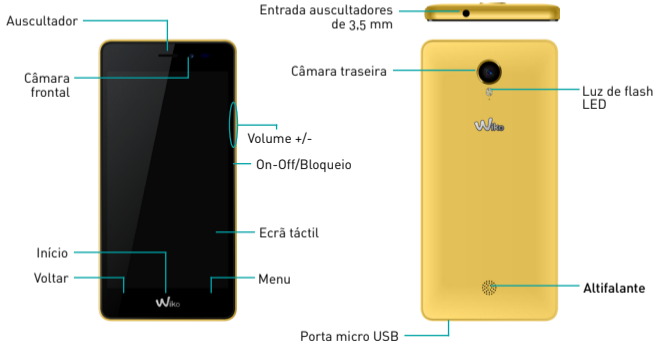 Entrada auscultadores
de 3,5 mm
Auscultador
Câmara
frontal
Câmara traseira
Luz de flash
LED
Wiko
Volume +/-
On-Off/Bloqueio
Ecrã táctil
Início
Voltar
Menu
Wiko
Altifalante
Porta micro USB